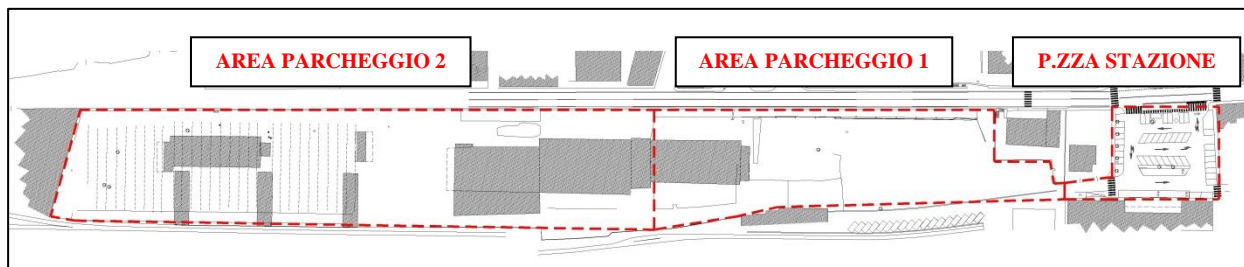 AREA PARCHEGGIO 2
AREA PARCHEGGIO 1
P.ZZA STAZIONE